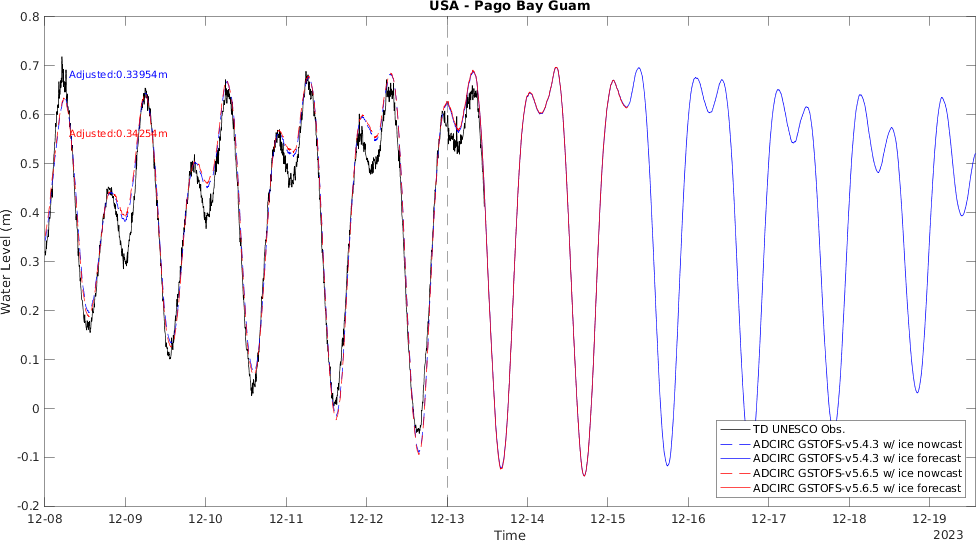 USA - Pago Bay Guam
0.8
0.7
0.6
0.5
0.4
0.3
0.2
0.1
0
-0.1
-0.2
Water Level (m)
Adjusted:0.33954m
Adjusted:0.34254m
TD UNESCO Obs.
ADCIRC GSTOFS-v5.4.3 w/ ice nowcast
ADCIRC GSTOFS-v5.4.3 w/ ice forecast
ADCIRC GSTOFS-v5.6.5 w/ ice nowcast
ADCIRC GSTOFS-v5.6.5 w/ ice forecast
12-08 12-09 12-10 12-11 12-12 12-13 12-14 12-15 12-16 12-17 12-18 12-19
Time
2023